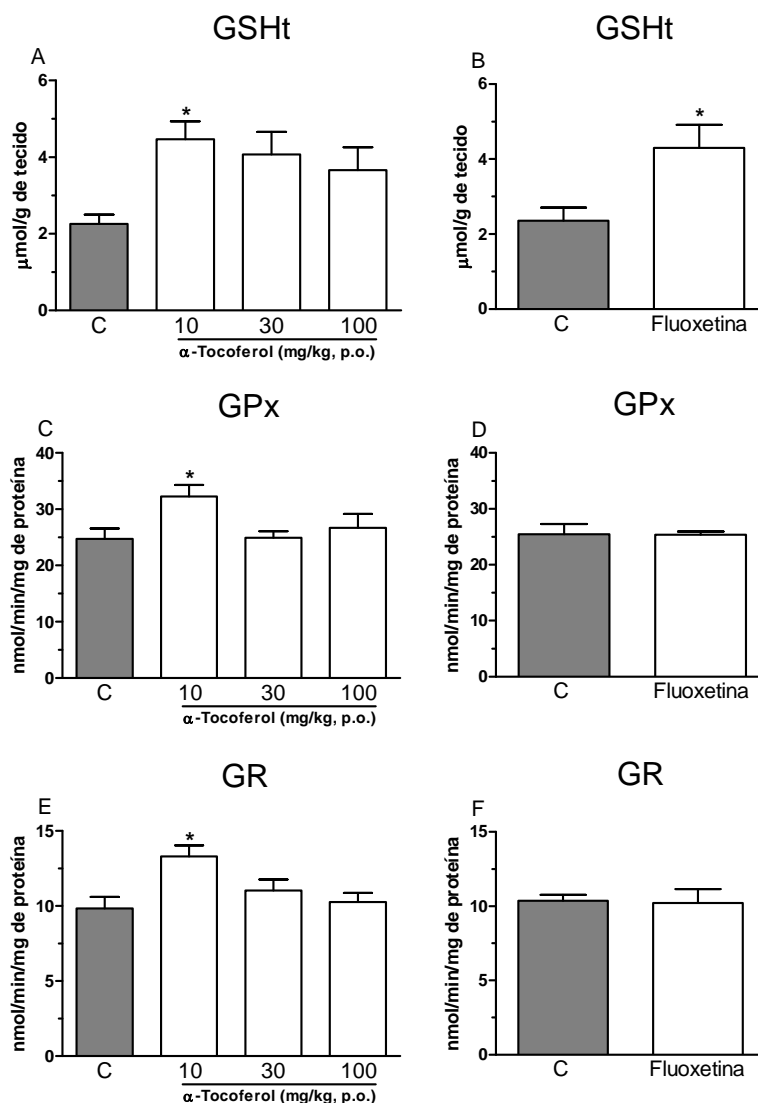 GSHt
A
*
6
4
2
0
µmol/g de tecido
C 10 30 100
α-Tocoferol (mg/kg, p.o.)
GSHt
B
*
6
4
2
0
µmol/g de tecido
C Fluoxetina
GPx
C
*
40
30
20
10
0
nmol/min/mg de proteína
C 10 30 100
α-Tocoferol (mg/kg, p.o.)
GPx
D
40
30
20
10
0
nmol/min/mg de proteína
C Fluoxetina
GR
E
*
15
10
5
0
nmol/min/mg de proteína
C 10 30 100
α-Tocoferol (mg/kg, p.o.)
GR
F
15
10
5
0
nmol/min/mg de proteína
C Fluoxetina